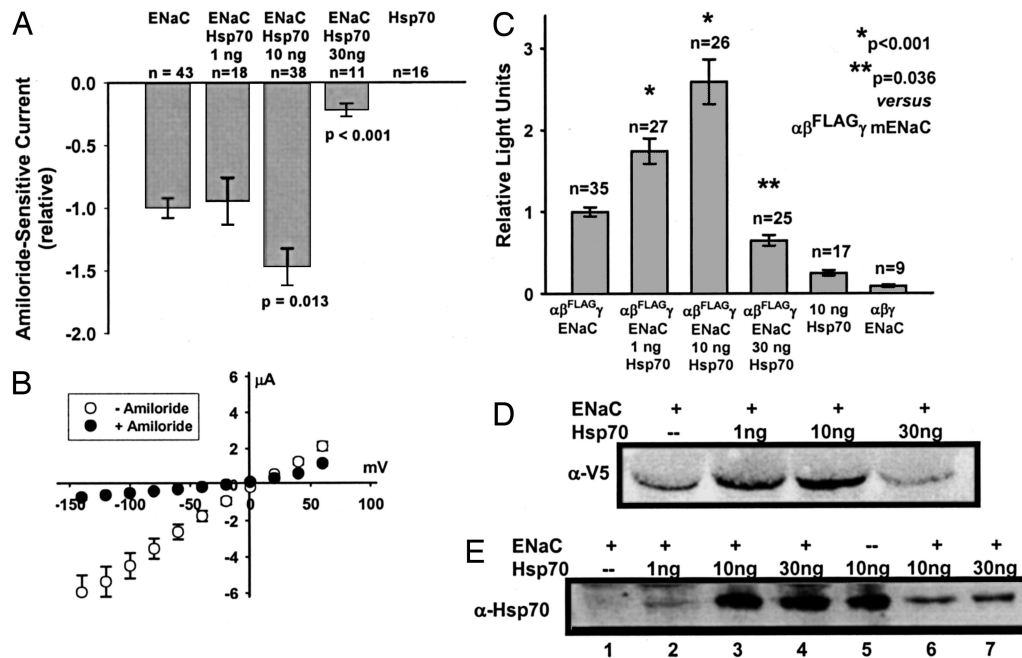 A
ENaC ENaC ENaC ENaC Hsp70
Hsp70 Hsp70 Hsp70
1 ng 10 ng 30ng
n = 43 n=18 n=38 n=11 n=16
0.0
-0.5
-1.0
-1.5
-2.0
Amiloride-Sensitive Current
(relative)
p < 0.001
p = 0.013
B
- Amiloride
+ Amiloride
μA
mV
6
4
2
-2
-4
-6
-150 -100 -50 0 50 100
C
Relative Light Units
3
2
1
0
n=35
*
n=27
*
n=26
**
n=25
n=17
n=9
*p<0.001
**p=0.036
versus
αβFLAGγ mENaC
αβFLAGγ αβFLAGγ αβFLAGγ αβFLAGγ 10 ng αβγ
ENaC ENaC ENaC ENaC Hsp70 ENaC
1 ng 10 ng 30 ng
Hsp70 Hsp70 Hsp70
D
ENaC + + + +
Hsp70 -- 1ng 10ng 30ng
α-V5
E
ENaC + + + + -- + +
Hsp70 -- 1ng 10ng 30ng 10ng 10ng 30ng
α-Hsp70
1 2 3 4 5 6 7